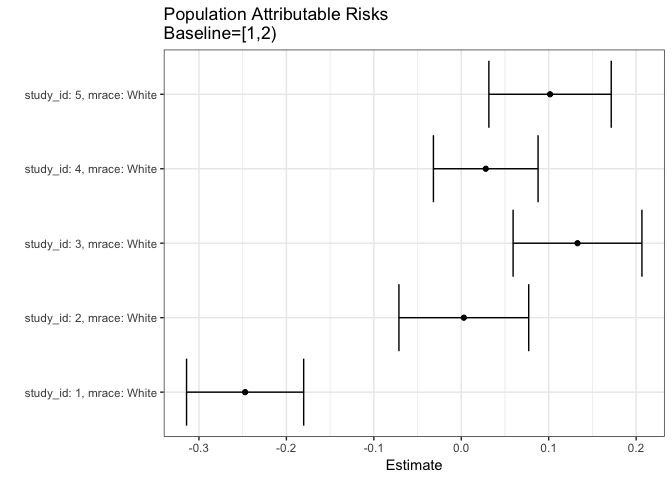 Population Attributable Risks
Baseline=[1,2)
study_id: 5, mrace: White
study_id: 4, mrace: White
study_id: 3, mrace: White
study_id: 2, mrace: White
study_id: 1, mrace: White
-0.3 -0.2 -0.1 0.0 0.1 0.2
Estimate